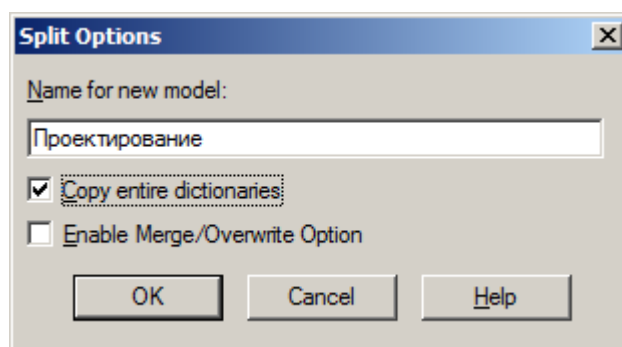 Split Options
Name for new model:
Проектирование
Copy entire dictionaries
Enable Merge/Overwrite Option
OK Cancel Help